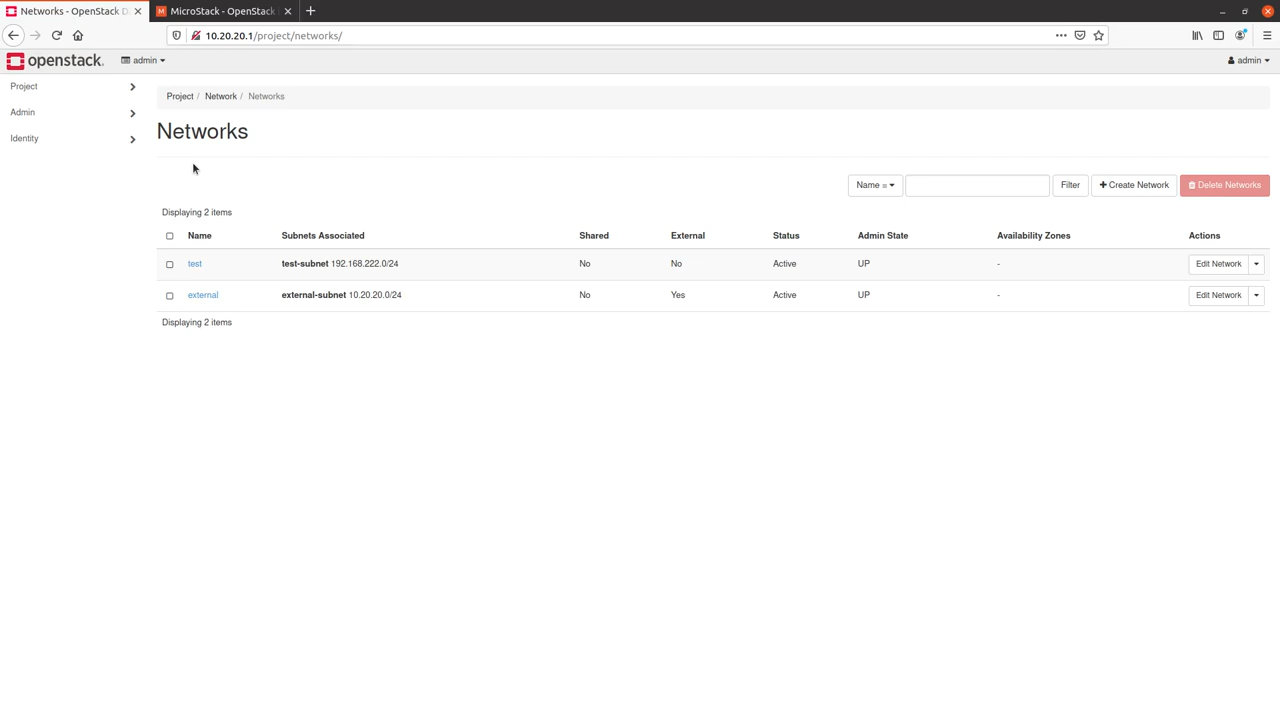 Networks - OpenStack D
MicroStack - OpenStack
10.20.20.1/project/networks/
openstack.
admin
admin
Project
Admin
Identity
Project / Network / Networks
Networks
Name =
Filter
Create Network
Delete Networks
Displaying 2 items
Name Subnets Associated Shared External Status Admin State Availability Zones Actions
test test-subnet 192.168.222.0/24 No No Active UP - Edit Network
external external-subnet 10.20.20.0/24 No Yes Active UP - Edit Network
Displaying 2 items